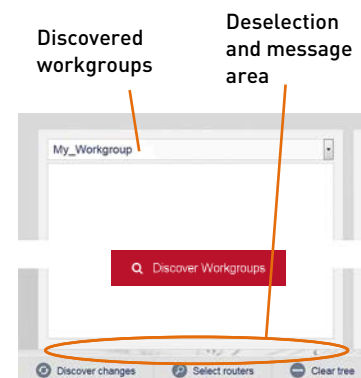 Discovered
workgroups
Deselection
and message
area
My_Workgroup
Discover Workgroups
Discover changes
Select routers
Clear tree